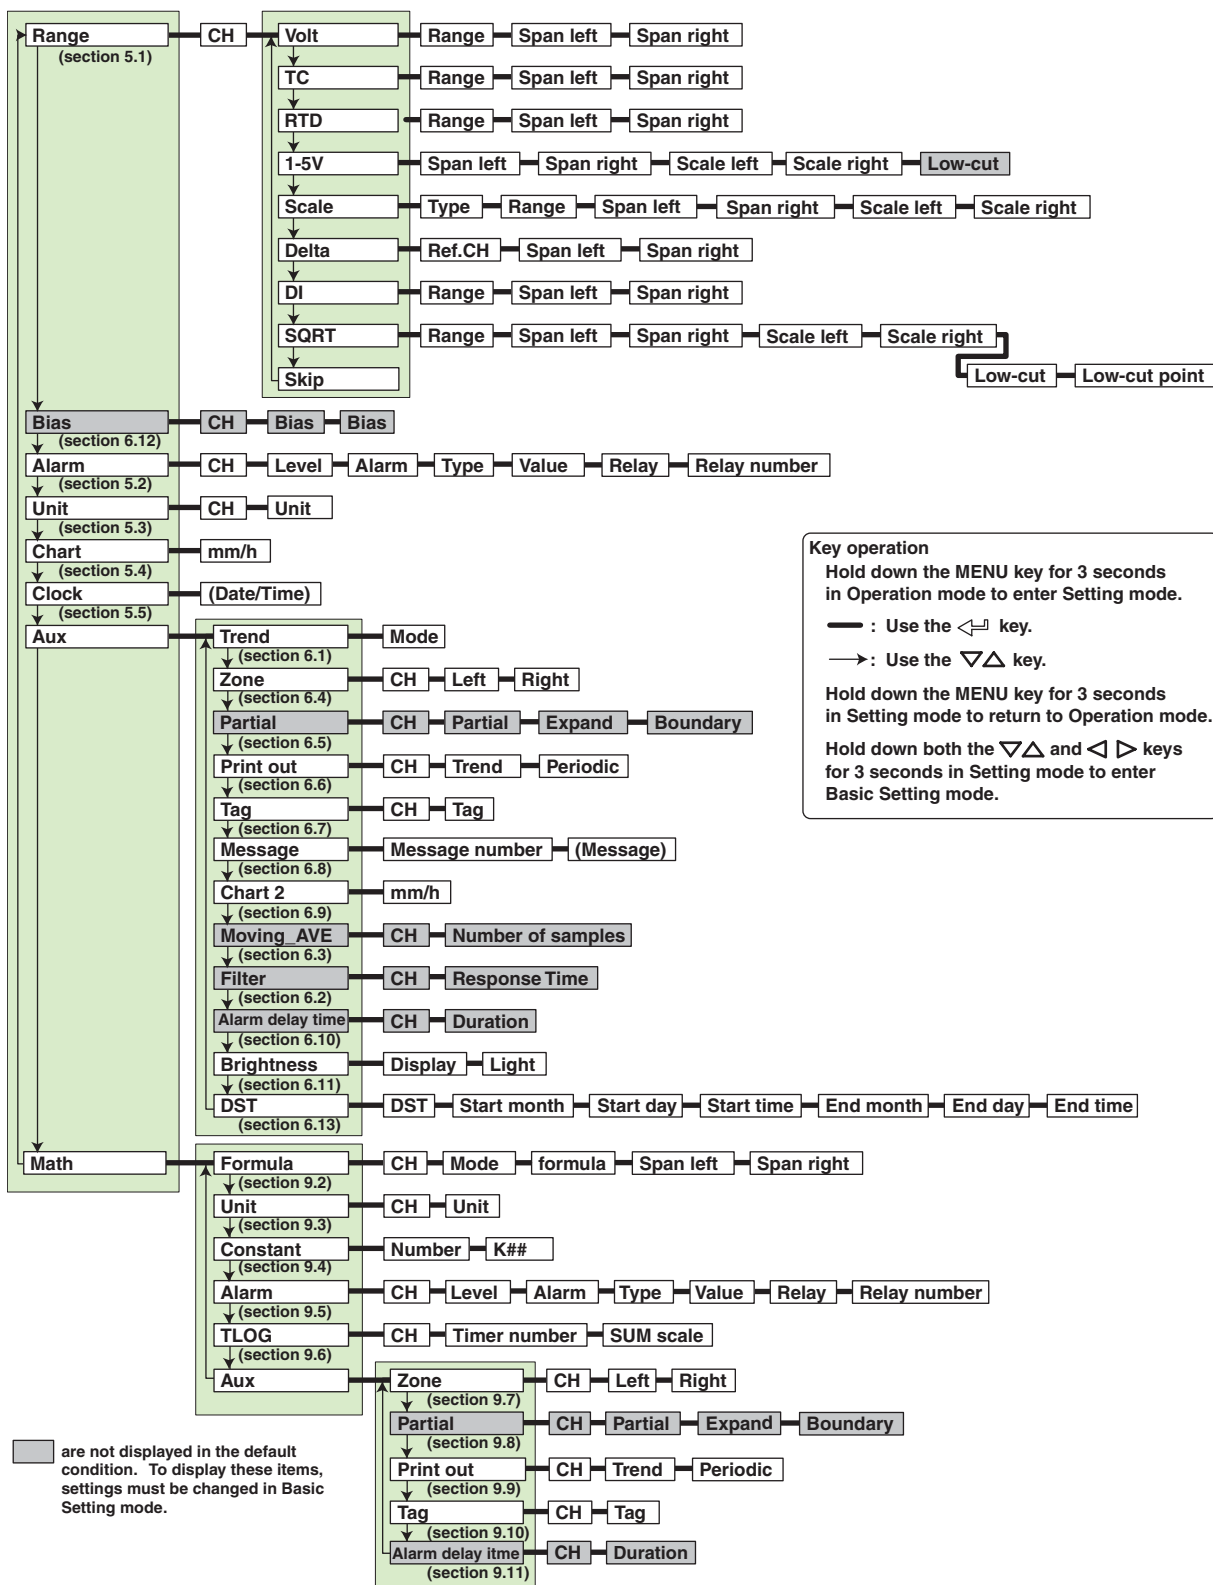 Range CH Volt Range Span left Span right
(section 5.1)
TC Range Span left Span right
RTD Range Span left Span right
1-5V Span left Span right Scale left Scale right Low-cut
Scale Type Range Span left Span right Scale left Scale right
Delta Ref.CH Span left Span right
DI Range Span left Span right
SQRT Range Span left Span right Scale left Scale right
Skip Low-cut Low-cut point
Bias CH Bias Bias
(section 6.12)
Alarm CH Level Alarm Type Value Relay Relay number
(section 5.2)
Unit CH Unit
(section 5.3)
Chart mm/h
(section 5.4)
Clock (Date/Time)
(section 5.5)
Aux Trend Mode
(section 6.1)
Zone CH Left Right
(section 6.4)
Partial CH Partial Expand Boundary
(section 6.5)
Print out CH Trend Periodic
(section 6.6)
Tag CH Tag
(section 6.7)
Message Message number (Message)
(section 6.8)
Chart 2 mm/h
(section 6.9)
Moving_AVE CH Number of samples
(section 6.3)
Filter CH Response Time
(section 6.2)
Alarm delay time CH Duration
(section 6.10)
Brightness Display Light
(section 6.11)
DST DST Start month Start day Start time End month End day End time
(section 6.13)
Key operation
Hold down the MENU key for 3 seconds
in Operation mode to enter Setting mode.
: Use the key.
: Use the key.
Hold down the MENU key for 3 seconds
in Setting mode to return to Operation mode.
Hold down both the ▽△ and ◁ ▷ keys
for 3 seconds in Setting mode to enter
Basic Setting mode.
Math Formula CH Mode formula Span left Span right
(section 9.2)
Unit CH Unit
(section 9.3)
Constant Number K##
(section 9.4)
Alarm CH Level Alarm Type Value Relay Relay number
(section 9.5)
TLOG CH Timer number SUM scale
(section 9.6)
Aux Zone CH Left Right
(section 9.7)
Partial CH Partial Expand Boundary
(section 9.8)
Print out CH Trend Periodic
(section 9.9)
Tag CH Tag
(section 9.10)
Alarm delay itme CH Duration
(section 9.11)
are not displayed in the default
condition. To display these items,
settings must be changed in Basic
Setting mode.